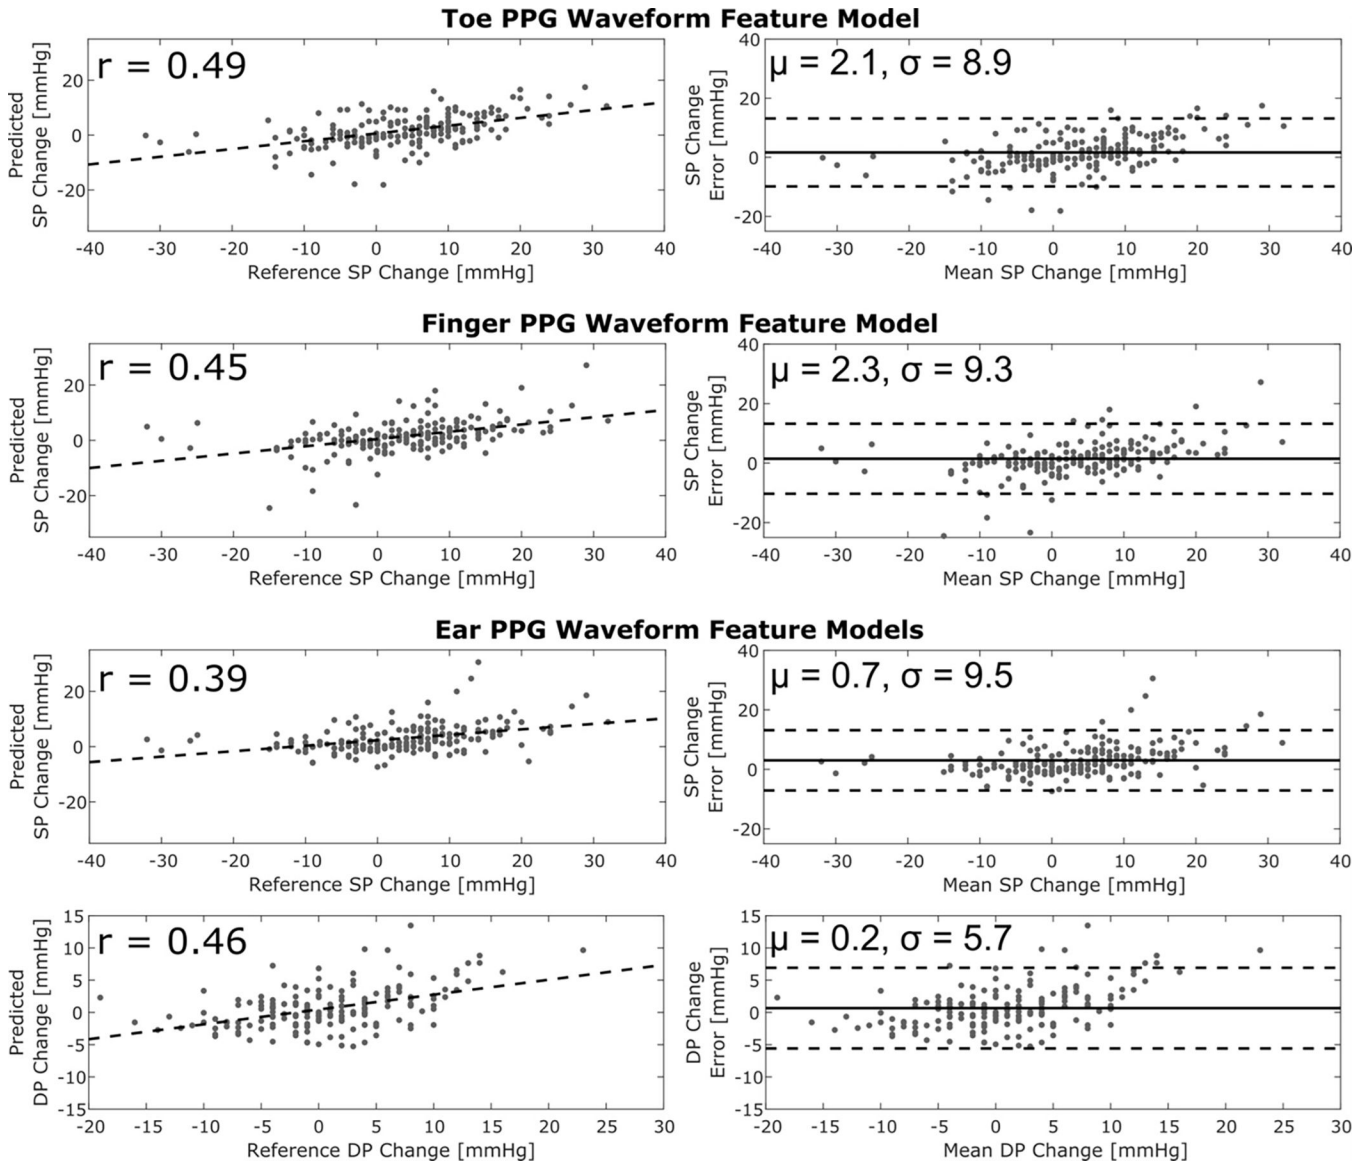 Toe PPG Waveform Feature Model
r = 0.49
Predicted
SP Change [mmHg]
20
0
-20
-40 -30 -20 -10 0 10 20 30 40
Reference SP Change [mmHg]
μ = 2.1, σ = 8.9
SP Change
Error [mmHg]
40
20
0
-20
-40 -30 -20 -10 0 10 20 30 40
Mean SP Change [mmHg]
Finger PPG Waveform Feature Model
r = 0.45
Predicted
SP Change [mmHg]
20
0
-20
-40 -30 -20 -10 0 10 20 30 40
Reference SP Change [mmHg]
μ = 2.3, σ = 9.3
SP Change
Error [mmHg]
40
20
0
-20
-40 -30 -20 -10 0 10 20 30 40
Mean SP Change [mmHg]
Ear PPG Waveform Feature Models
r = 0.39
Predicted
SP Change [mmHg]
20
0
-20
-40 -30 -20 -10 0 10 20 30 40
Reference SP Change [mmHg]
μ = 0.7, σ = 9.5
SP Change
Error [mmHg]
40
20
0
-20
-40 -30 -20 -10 0 10 20 30 40
Mean SP Change [mmHg]
r = 0.46
Predicted
DP Change [mmHg]
15
10
5
0
-5
-10
-15
-20 -15 -10 -5 0 5 10 15 20 25 30
Reference DP Change [mmHg]
μ = 0.2, σ = 5.7
DP Change
Error [mmHg]
15
10
5
0
-5
-10
-15
-20 -15 -10 -5 0 5 10 15 20 25 30
Mean DP Change [mmHg]